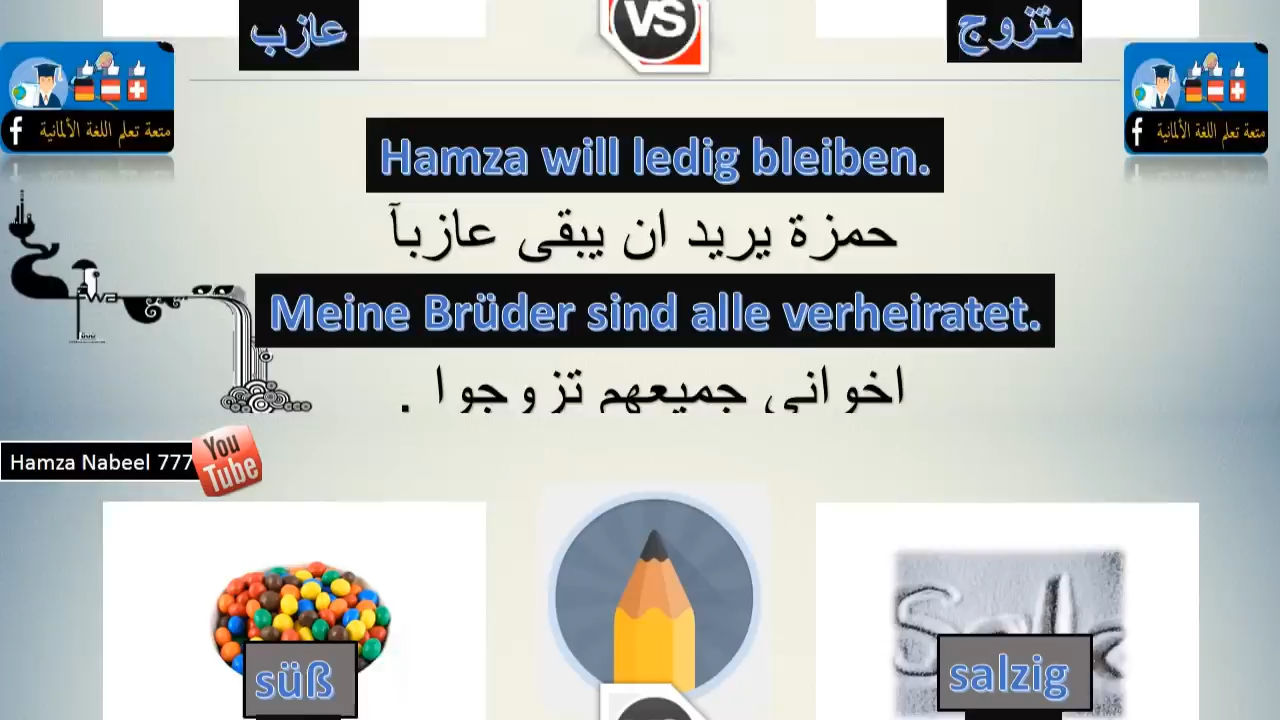 عازب
VS
متزوج
f متعة تعلم اللغة الألمانية
f متعة تعلم اللغة الألمانية
Hamza will ledig bleiben.
حمزة يريد ان يبقى عازبآ
Meine Brüder sind alle verheiratet.
اخواني جميعهم تزوجوا .
Hamza Nabeel 777
You
Tube
süß
salzig